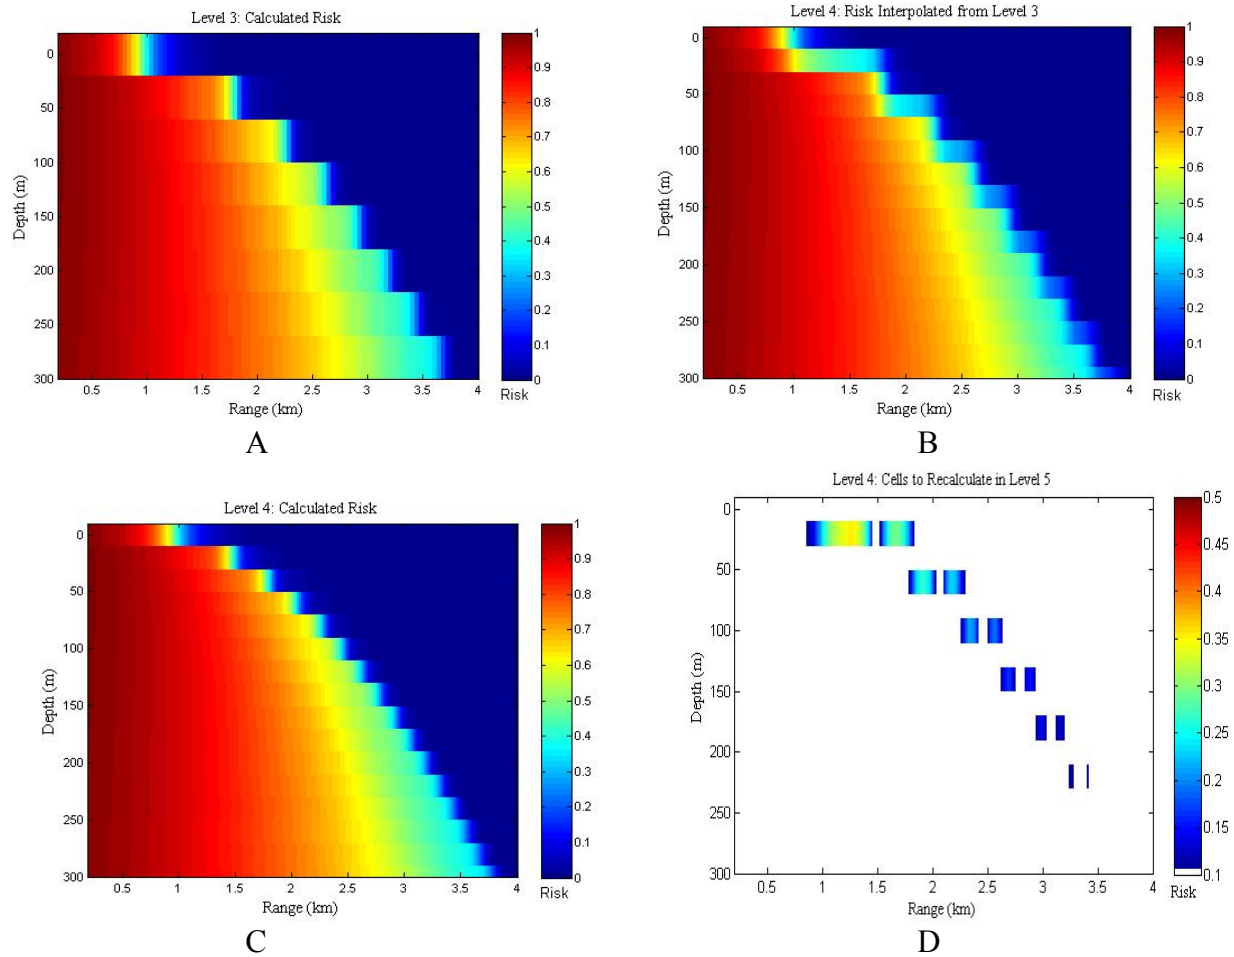 Level 3: Calculated Risk
0
50
100
150
200
250
300
Depth (m)
0.5 1 1.5 2 2.5 3 3.5 4
Range (km)
1
0.9
0.8
0.7
0.6
0.5
0.4
0.3
0.2
0.1
0
Risk
A
Level 4: Risk Interpolated from Level 3
0
50
100
150
200
250
300
Depth (m)
0.5 1 1.5 2 2.5 3 3.5 4
Range (km)
1
0.9
0.8
0.7
0.6
0.5
0.4
0.3
0.2
0.1
0
Risk
B
Level 4: Calculated Risk
0
50
100
150
200
250
300
Depth (m)
0.5 1 1.5 2 2.5 3 3.5 4
Range (km)
1
0.9
0.8
0.7
0.6
0.5
0.4
0.3
0.2
0.1
0
Risk
C
Level 4: Cells to Recalculate in Level 5
0
50
100
150
200
250
300
Depth (m)
0.5 1 1.5 2 2.5 3 3.5 4
Range (km)
0.5
0.45
0.4
0.35
0.3
0.25
0.2
0.15
0.1
Risk
D